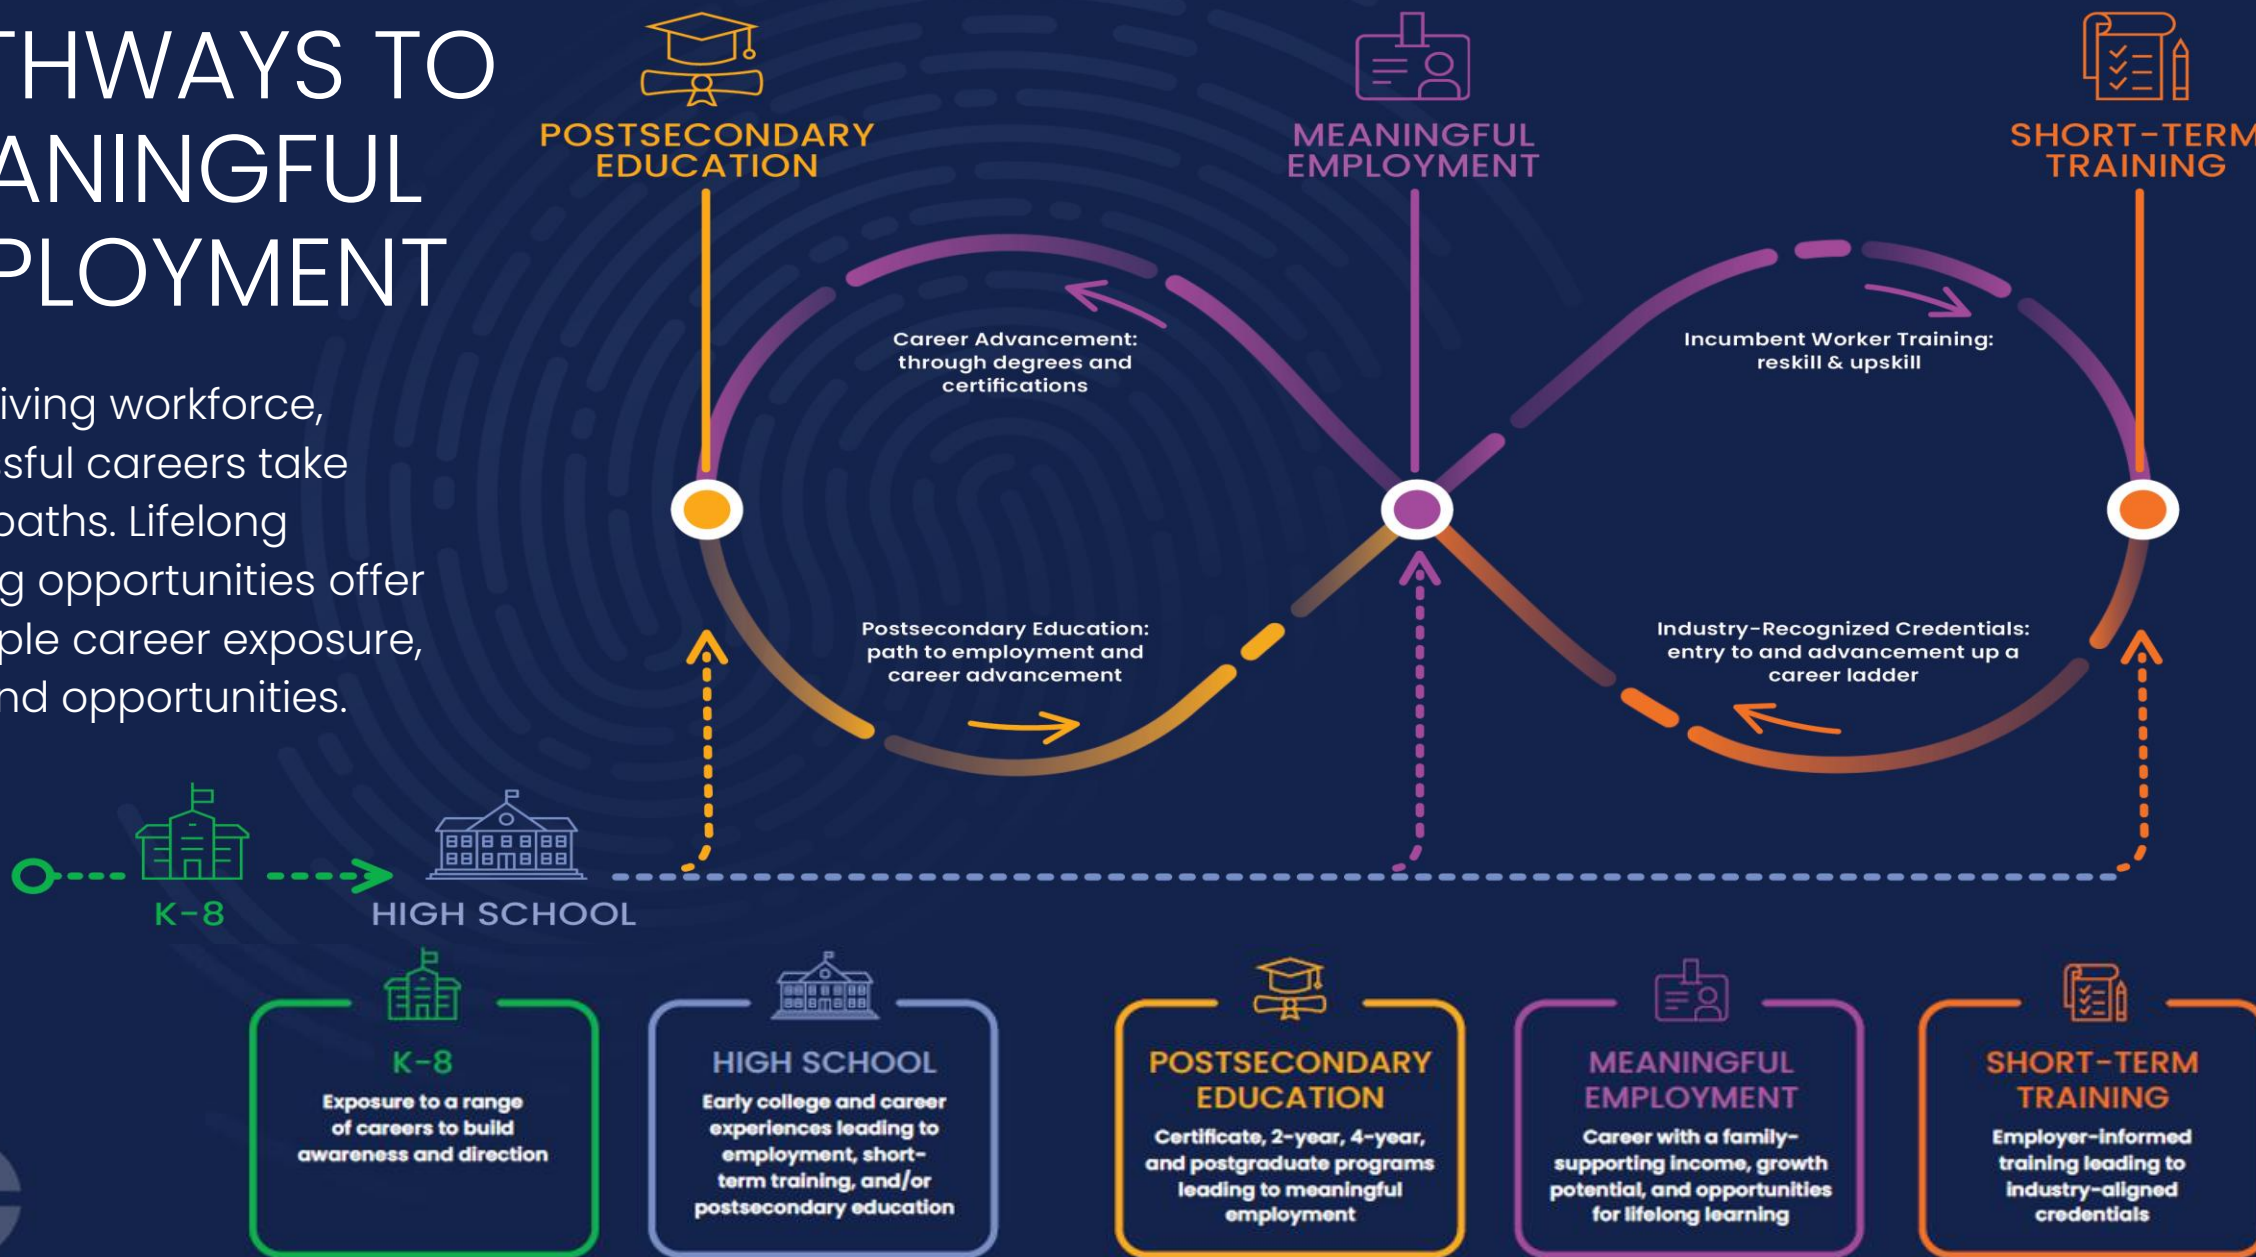 THWAYS TO
ANINGFUL
PLOYMENT
iving workforce,
ssful careers take
paths. Lifelong
g opportunities offer
ple career exposure,
nd opportunities.
POSTSECONDARY
EDUCATION
MEANINGFUL
EMPLOYMENT
SHORT-TERM
TRAINING
Career Advancement:
through degrees and
certifications
Incumbent Worker Training:
reskill & upskill
Postsecondary Education:
path to employment and
career advancement
Industry-Recognized Credentials:
entry to and advancement up a
career ladder
K-8
HIGH SCHOOL
K-8
Exposure to a range
of careers to build
awareness and direction
HIGH SCHOOL
Early college and career
experiences leading to
employment, short-
term training, and/or
postsecondary education
POSTSECONDARY
EDUCATION
Certificate, 2-year, 4-year,
and postgraduate programs
leading to meaningful
employment
MEANINGFUL
EMPLOYMENT
Career with a family-
supporting income, growth
potential, and opportunities
for lifelong learning
SHORT-TERM
TRAINING
Employer-informed
training leading to
industry-aligned
credentials